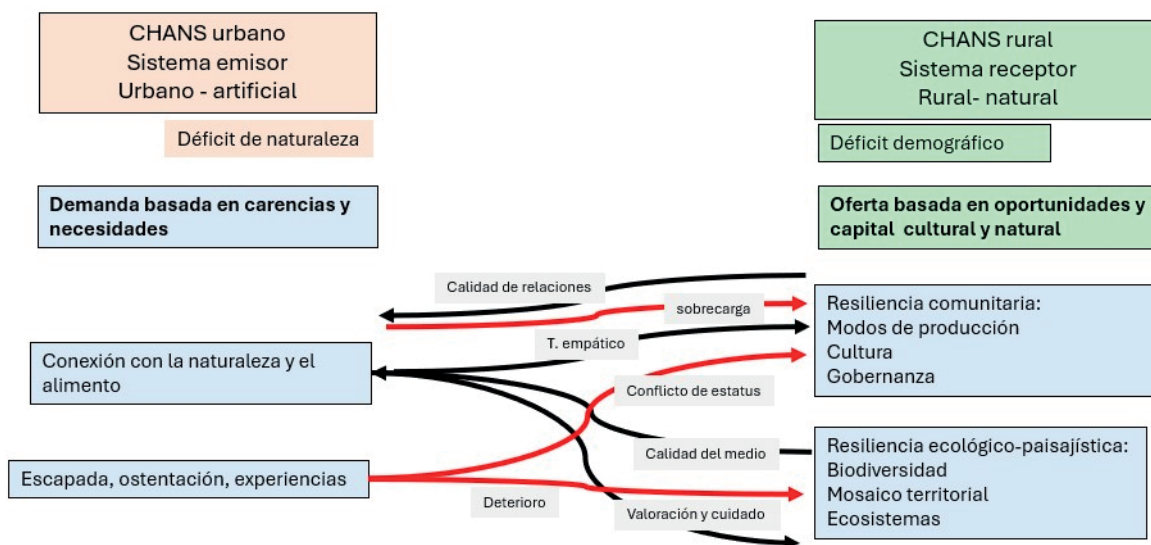 CHANS urbano
Sistema emisor
Urbano - artificial
Déficit de naturaleza
Demanda basada en carencias y
necesidades
CHANS rural
Sistema receptor
Rural- natural
Déficit demográfico
Oferta basada en oportunidades y
capital cultural y natural
Calidad de relaciones
sobrecarga
T. empático
Conflicto de estatus
Calidad del medio
Deterioro
Valoración y cuidado
Conexión con la naturaleza y el
alimento
Escapada, ostentación, experiencias
Resiliencia comunitaria:
Modos de producción
Cultura
Gobernanza
Resiliencia ecológico-paisajística:
Biodiversidad
Mosaico territorial
Ecosistemas